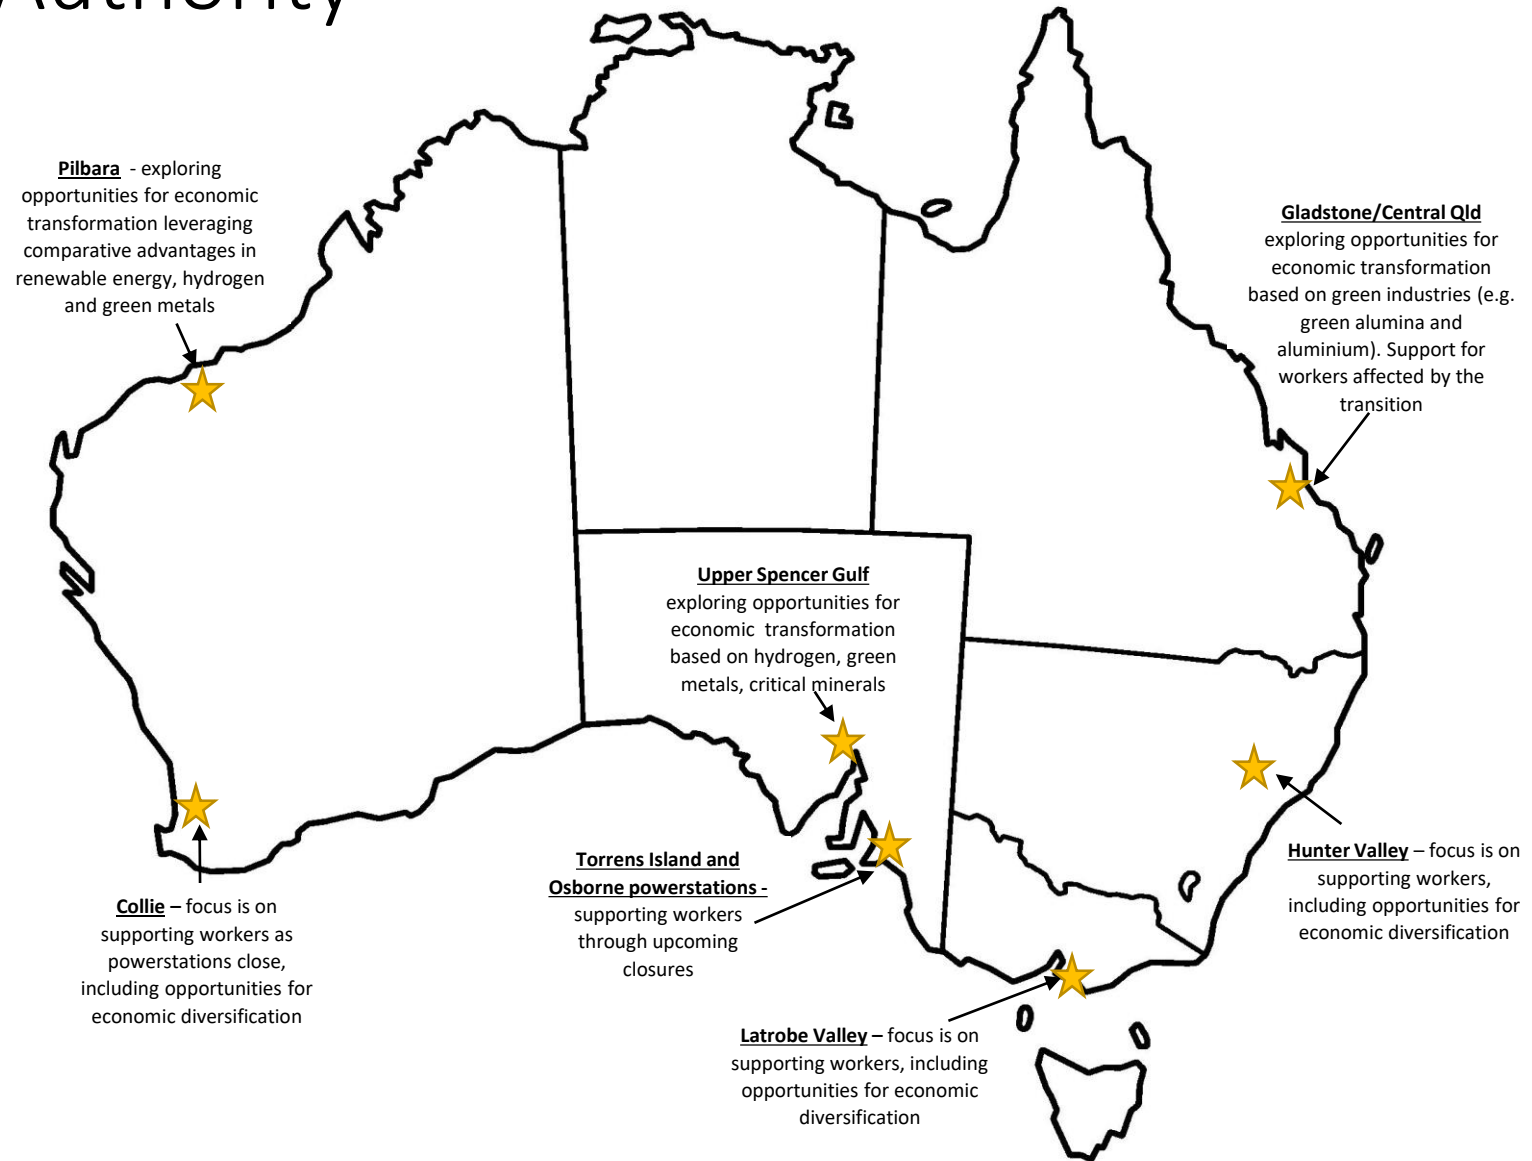 Authority
Pilbara - exploring
opportunities for economic
transformation leveraging
comparative advantages in
renewable energy, hydrogen
and green metals
Gladstone/Central Qld
exploring opportunities for
economic transformation
based on green industries (e.g.
green alumina and
aluminium). Support for
workers affected by the
transition
Upper Spencer Gulf
exploring opportunities for
economic transformation
based on hydrogen, green
metals, critical minerals
Torrens Island and
Osborne powerstations -
supporting workers
through upcoming
closures
Hunter Valley – focus is on
supporting workers,
including opportunities for
economic diversification
Collie – focus is on
supporting workers as
powerstations close,
including opportunities for
economic diversification
Latrobe Valley – focus is on
supporting workers, including
opportunities for economic
diversification